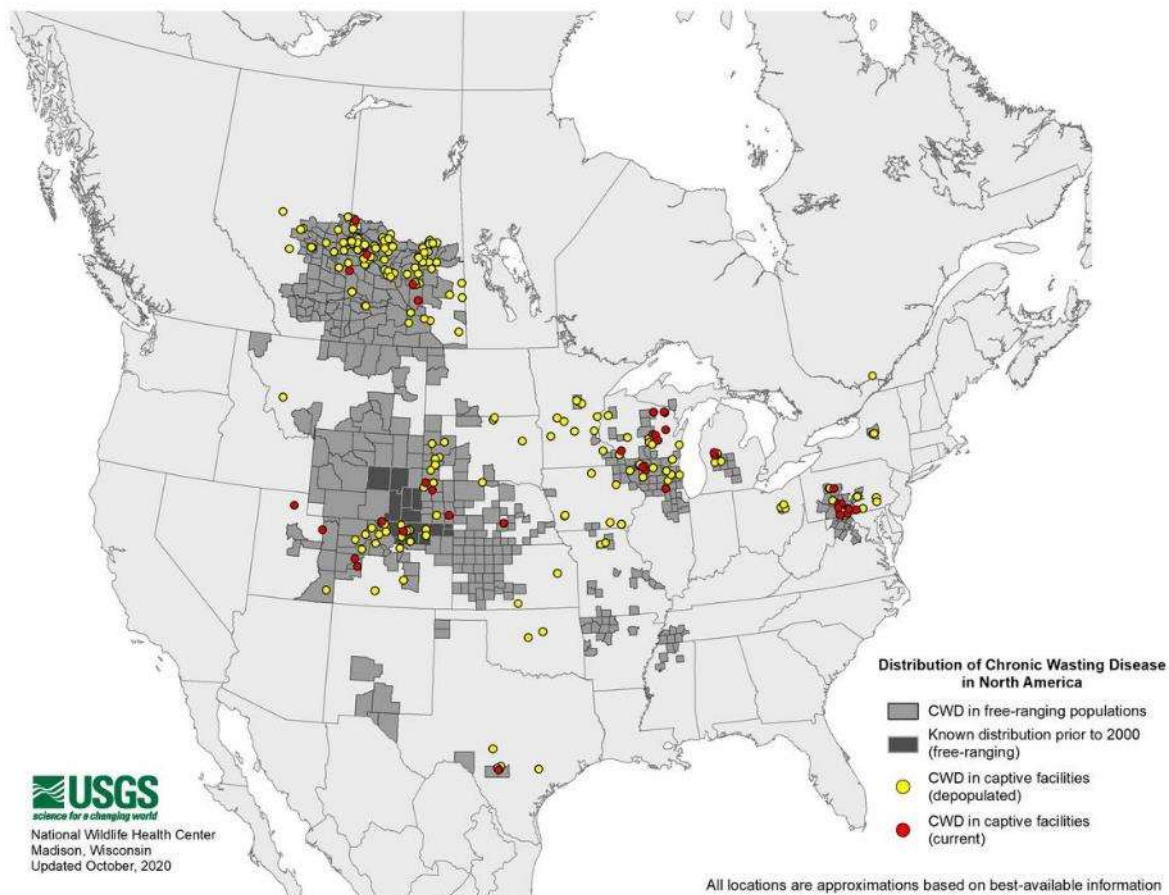 Distribution of Chronic Wasting Disease
in North America
CWD in free-ranging populations
Known distribution prior to 2000
(free-ranging)
CWD in captive facilities
(depopulated)
CWD in captive facilities
(current)
USGS
science for a changing world
National Wildlife Health Center
Madison, Wisconsin
Updated October, 2020
All locations are approximations based on best-available information